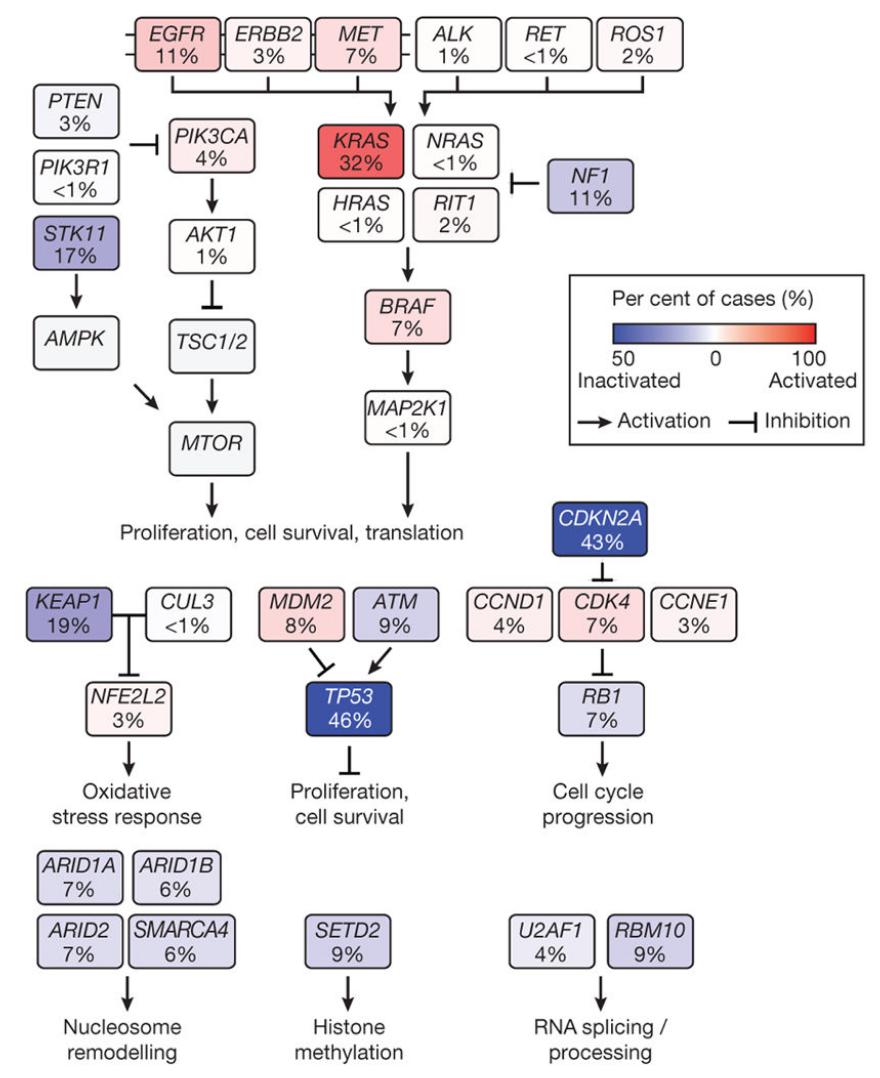 EGFR
11%
ERBB2
3%
MET
7%
ALK
1%
RET
<1%
ROS1
2%
PTEN
3%
PIK3R1
<1%
STK11
17%
AMPK
PIK3CA
4%
AKT1
1%
TSC1/2
MTOR
KRAS
32%
NRAS
<1%
HRAS
<1%
RIT1
2%
NF1
11%
BRAF
7%
MAP2K1
<1%
Proliferation, cell survival, translation
Per cent of cases (%)
50 0 100
Inactivated Activated
Activation Inhibition
KEAP1
19%
CUL3
<1%
NFE2L2
3%
Oxidative
stress response
MDM2
8%
ATM
9%
TP53
46%
Proliferation,
cell survival
CDKN2A
43%
CCND1
4%
CDK4
7%
CCNE1
3%
RB1
7%
Cell cycle
progression
ARID1A
7%
ARID1B
6%
ARID2
7%
SMARCA4
6%
Nucleosome
remodelling
SETD2
9%
Histone
methylation
U2AF1
4%
RBM10
9%
RNA splicing /
processing